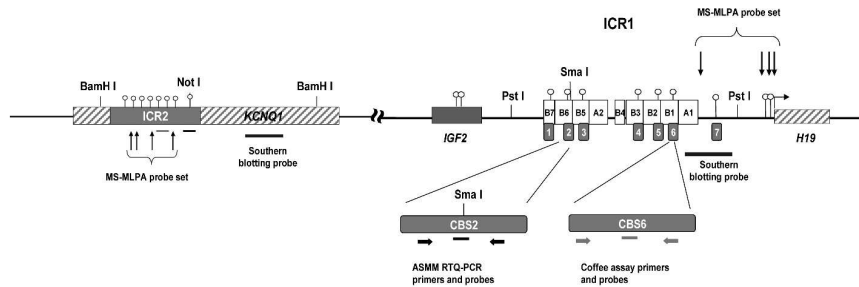 ICR1
MS-MLPA probe set
BamH I
Not I
BamH I
Sma I
Pst I
Pst I
ICR2
KCNQ1
IGF2
B7 B6 B5 A2 B4 B3 B2 B1 A1
H19
1 2 3 4 5 6 7
MS-MLPA probe set
Southern
blotting probe
Southern
blotting probe
Sma I
CBS2
CBS6
ASMM RTQ-PCR
primers and probes
Coffee assay primers
and probes